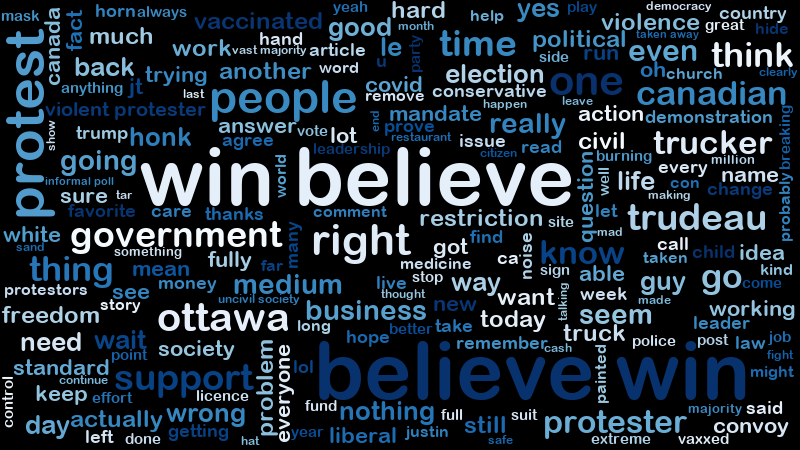 mask
horn
always
vaccinated
yeah
hard
help
yes
play
democracy
country
protest
canada
fact
much
hand
good
month
violence
taken away
great
hide
work
vast majority
article
le
party
time
political
side
run
even
think
back
trying
another
word
u
election
oh
church
clearly
anything
jt
last
people
covid
remove
conservative
happen
one
leave
canadian
violent protester
answer
vote
lot
end
mandate
really
action
demonstration
breaking
show
trump
honk
agree
prove
restaurant
issue
read
civil
trucker
going
leadership
citizen
burning
every
million
probably
informal poll
win believe
world
question
well
life
con
name
change
sure
tar
making
favorite
care
thanks
comment
restriction
site
let
trudeau
white
sand
something
government
many
right
got
find
noise
mad
call
child
idea
thing
mean
fully
far
medicine
ca
know
taken
kind
protestors
see
money
medium
live
stop
way
sign
able
guy
go
come
freedom
story
uncivil society
thought
want
week
made
ottawa
long
business
new
today
talking
seem
working
need
wait
hope
better
take
truck
leader
standard
point
society
problem
everyone
remember
cash
police
post
law
job
continue
support
lol
believe win
painted
fight
might
control
keep
effort
licence
day
actually
wrong
fund
nothing
full
suit
protester
majority
said
left
done
getting
hat
year
liberal
justin
still
safe
extreme
vaxxed
convoy